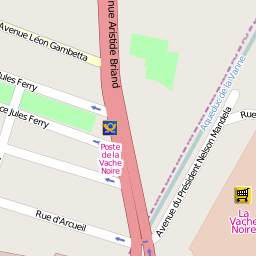 nue Aristide Briand
Avenue Léon Gambetta
Jules Ferry
ce Jules Ferry
Aqueduc de la Vanne
Rue
Poste
de la
Vache
Noire
Avenue du Président Nelson Mandela
Rue d'Arcueil
La
Vache
Noire